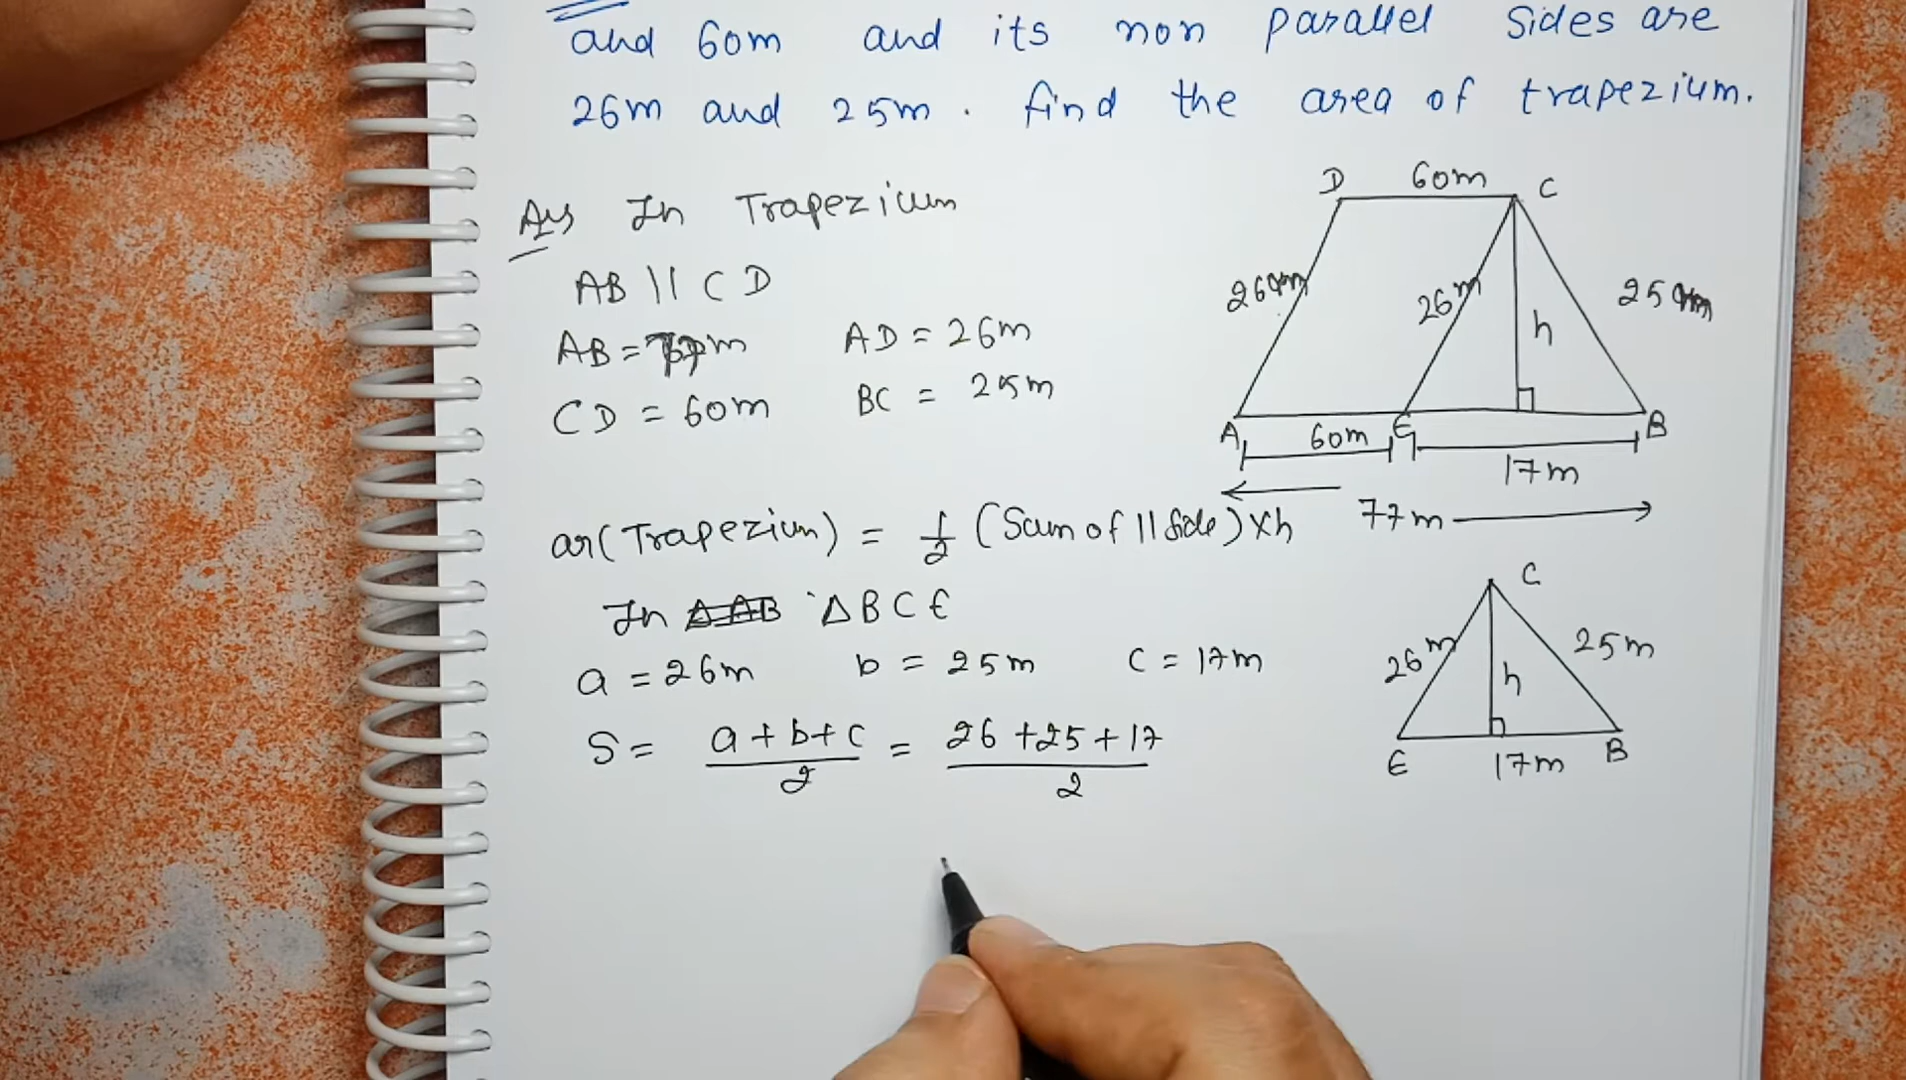 and 60m and its non parallel sides are
26m and 25m. find the area of trapezium.
Ans In Trapezium
AB || CD
AB = 77m AD = 26m
CD = 60m BC = 25m
ar(Trapezium) = 1/2 (Sum of || Side) × h
In ΔBCE
a = 26m b = 25m c = 17m
S = a+b+c/2 = 26+25+17/2
D 60m C
26m 26m h 25m
A 60m E B
17m
77m
C
26m h 25m
E 17m B